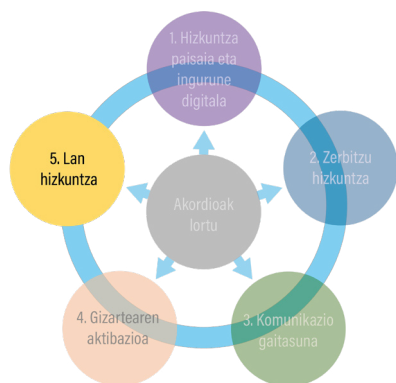 1. Hizkuntza
paisaia eta
ingurune
digitala
2. Zerbitzu
hizkuntza
3. Komunikazio
gaitasuna
4. Gizartearen
aktibazioa
5. Lan
hizkuntza
Akordioak
lortu